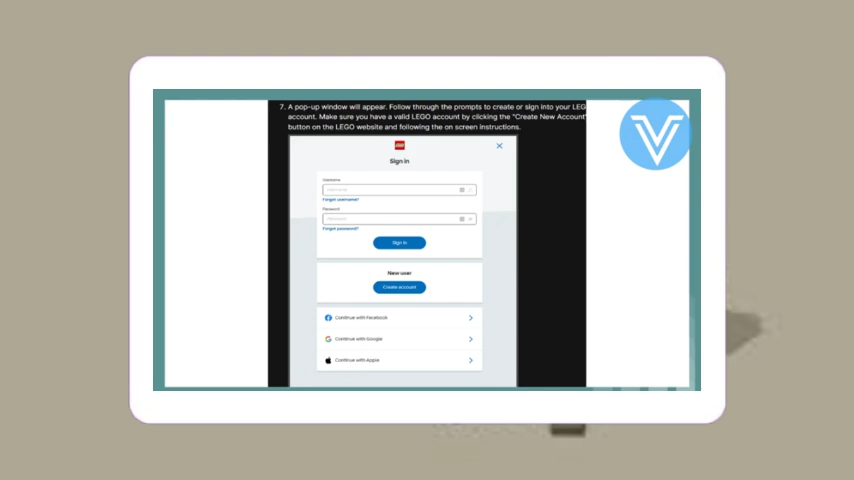 7. A pop-up window will appear. Follow through the prompts to create or sign into your LEG
account. Make sure you have a valid LEGO account by clicking the "Create New Account"
button on the LEGO website and following the on screen instructions.
LEGO
Sign in
Username
Username
Forgot username?
Password
Password
Forgot password?
Sign in
New user
Create account
Continue with Facebook
Continue with Google
Continue with Apple